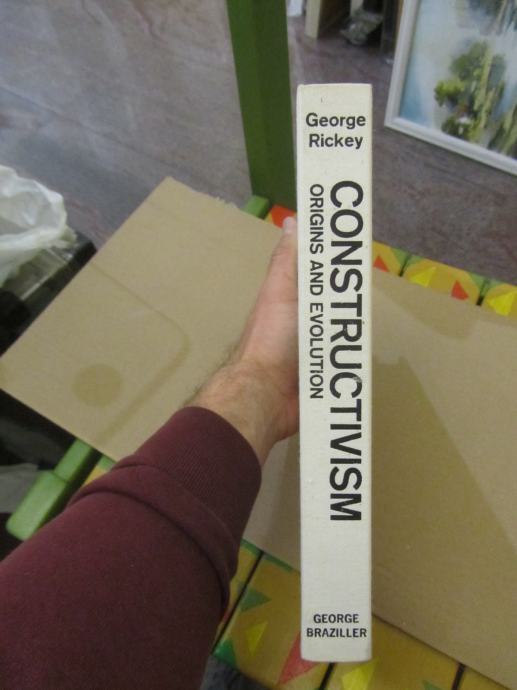 George
Rickey
CONSTRUCTIVISM
ORIGINS AND EVOLUTION
GEORGE
BRAZILLER